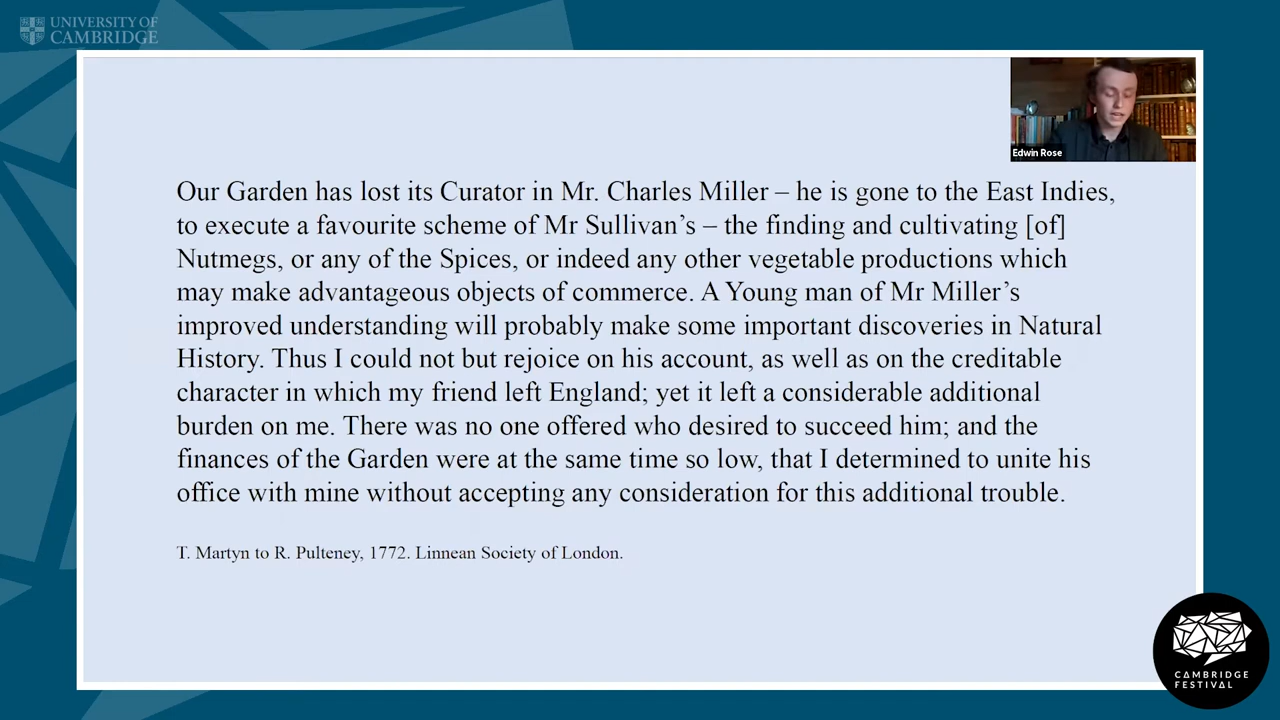 UNIVERSITY OF
CAMBRIDGE
Edwin Rose
Our Garden has lost its Curator in Mr. Charles Miller – he is gone to the East Indies,
to execute a favourite scheme of Mr Sullivan’s – the finding and cultivating [of]
Nutmegs, or any of the Spices, or indeed any other vegetable productions which
may make advantageous objects of commerce. A Young man of Mr Miller’s
improved understanding will probably make some important discoveries in Natural
History. Thus I could not but rejoice on his account, as well as on the creditable
character in which my friend left England; yet it left a considerable additional
burden on me. There was no one offered who desired to succeed him; and the
finances of the Garden were at the same time so low, that I determined to unite his
office with mine without accepting any consideration for this additional trouble.
T. Martyn to R. Pulteney, 1772. Linnean Society of London.
CAMBRIDGE
FESTIVAL